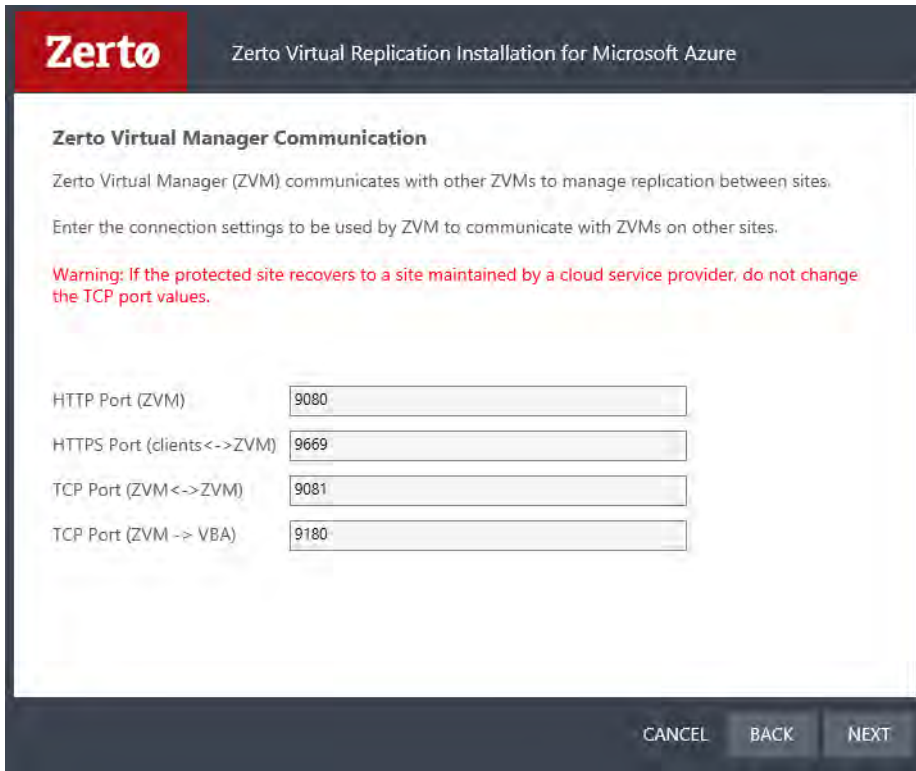 Zertø
Zerto Virtual Replication Installation for Microsoft Azure
Zerto Virtual Manager Communication
Zerto Virtual Manager (ZVM) communicates with other ZVMs to manage replication between sites.
Enter the connection settings to be used by ZVM to communicate with ZVMs on other sites.
Warning: If the protected site recovers to a site maintained by a cloud service provider, do not change
the TCP port values.
HTTP Port (ZVM) 9080
HTTPS Port (clients<->ZVM) 9669
TCP Port (ZVM<->ZVM) 9081
TCP Port (ZVM -> VBA) 9180
CANCEL BACK NEXT